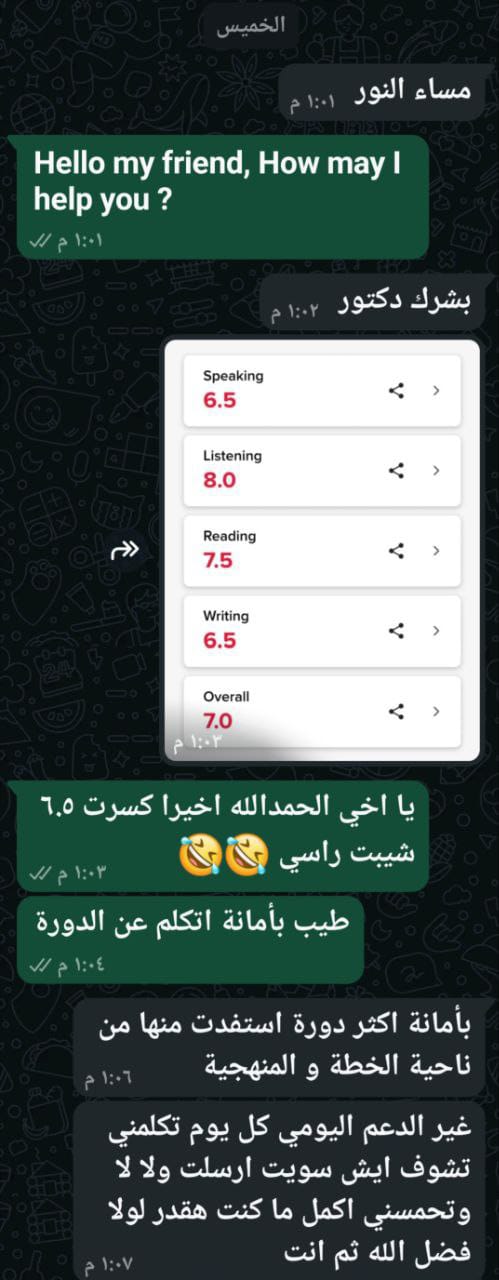 الخميس
مساء النور
١:٠١ م
Hello my friend, How may I
help you ?
١:٠١ م
بشرك دكتور
١:٠٢ م
Speaking
6.5
Listening
8.0
Reading
7.5
Writing
6.5
Overall
7.0
١:٠٣ م
يا اخي الحمدالله اخيرا كسرت ٦.٥
شيبت راسي 🤣🤣
١:٠٣ م
طيب بأمانة اتكلم عن الدورة
١:٠٤ م
بأمانة اكثر دورة استفدت منها من
ناحية الخطة و المنهجية
١:٠٦ م
غير الدعم اليومي كل يوم تكلمني
تشوف ايش سويت ارسلت ولا لا
وتحمسني اكمل ما كنت هقدر لولا
فضل الله ثم انت
١:٠٧ م